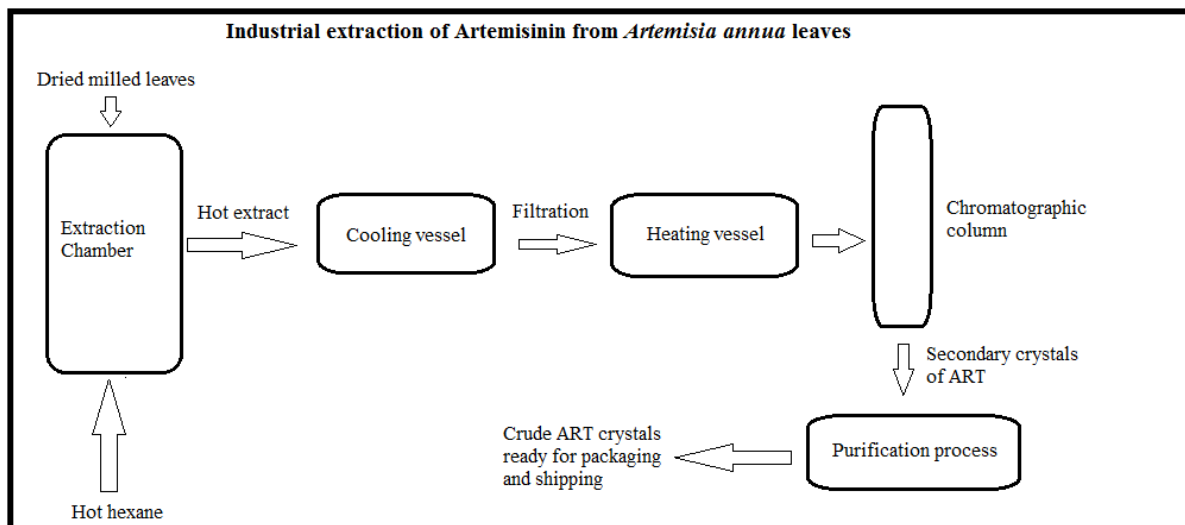 Industrial extraction of Artemisinin from Artemisia annua leaves
Dried milled leaves
Extraction
Chamber
Hot hexane
Hot extract
Cooling vessel
Filtration
Heating vessel
Chromatographic
column
Secondary crystals
of ART
Purification process
Crude ART crystals
ready for packaging
and shipping